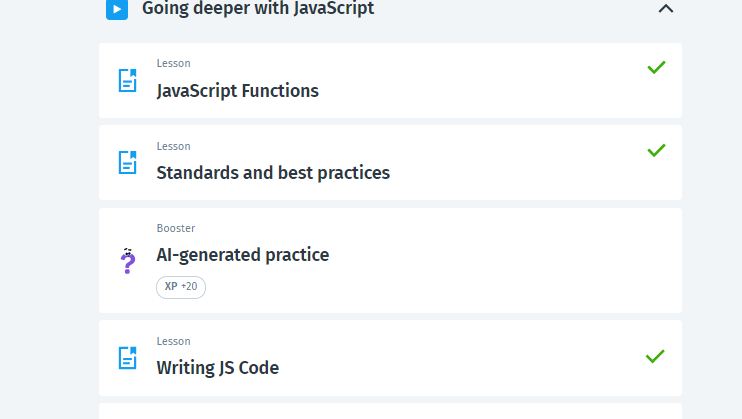 Going deeper with JavaScript
Lesson
JavaScript Functions
Lesson
Standards and best practices
Booster
AI-generated practice
XP +20
Lesson
Writing JS Code